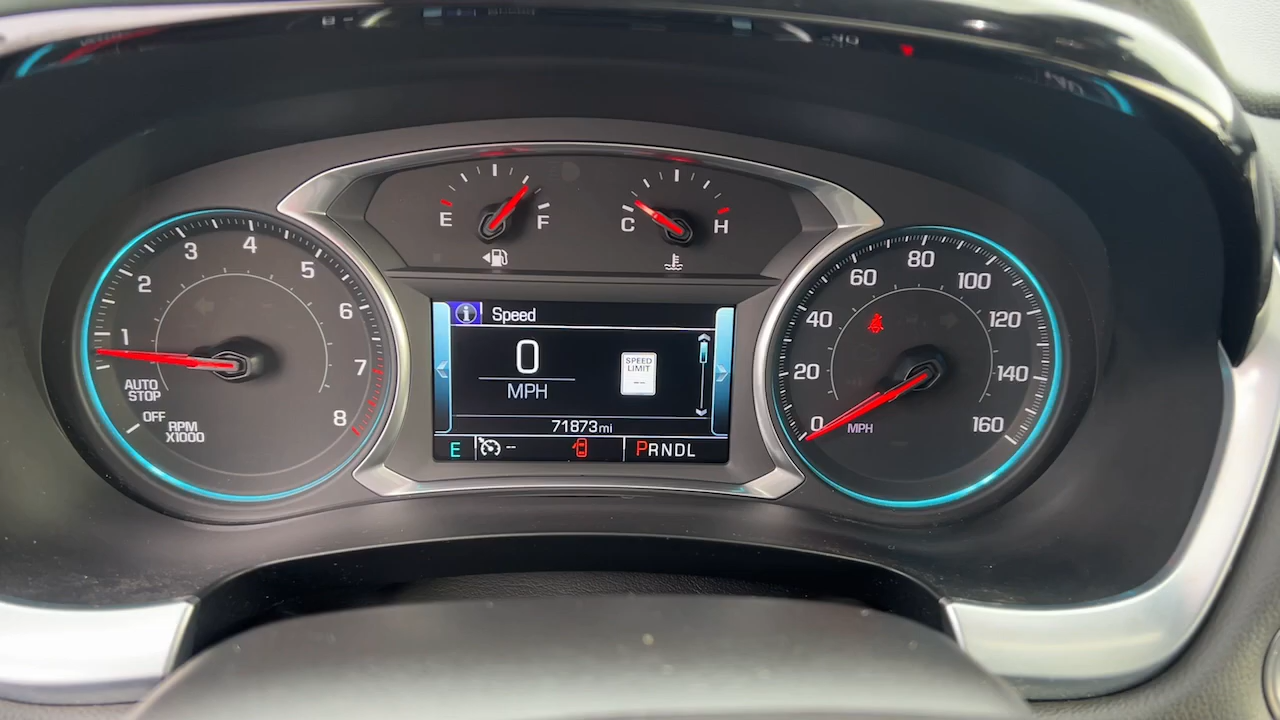 E F
C H
1 2 3 4 5 6 7 8
AUTO
STOP
OFF
RPM
X1000
Speed
0
MPH
SPEED
LIMIT
--
71873mi
E -- PRNDL
0 20 40 60 80 100 120 140 160
MPH